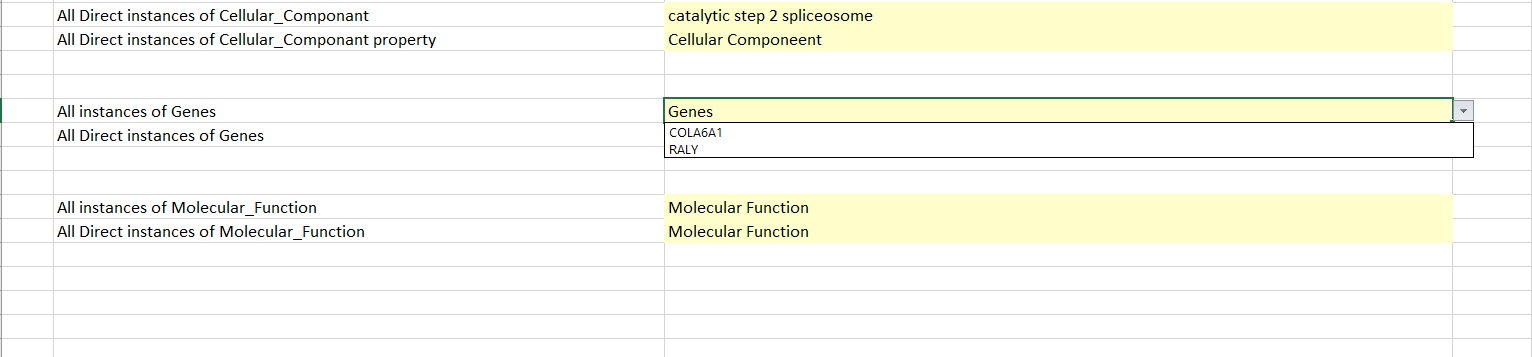 All Direct instances of Cellular_Componant catalytic step 2 spliceosome
All Direct instances of Cellular_Componant property Cellular Componeent
All instances of Genes Genes
All Direct instances of Genes COLA6A1
RALY
All instances of Molecular_Function Molecular Function
All Direct instances of Molecular_Function Molecular Function